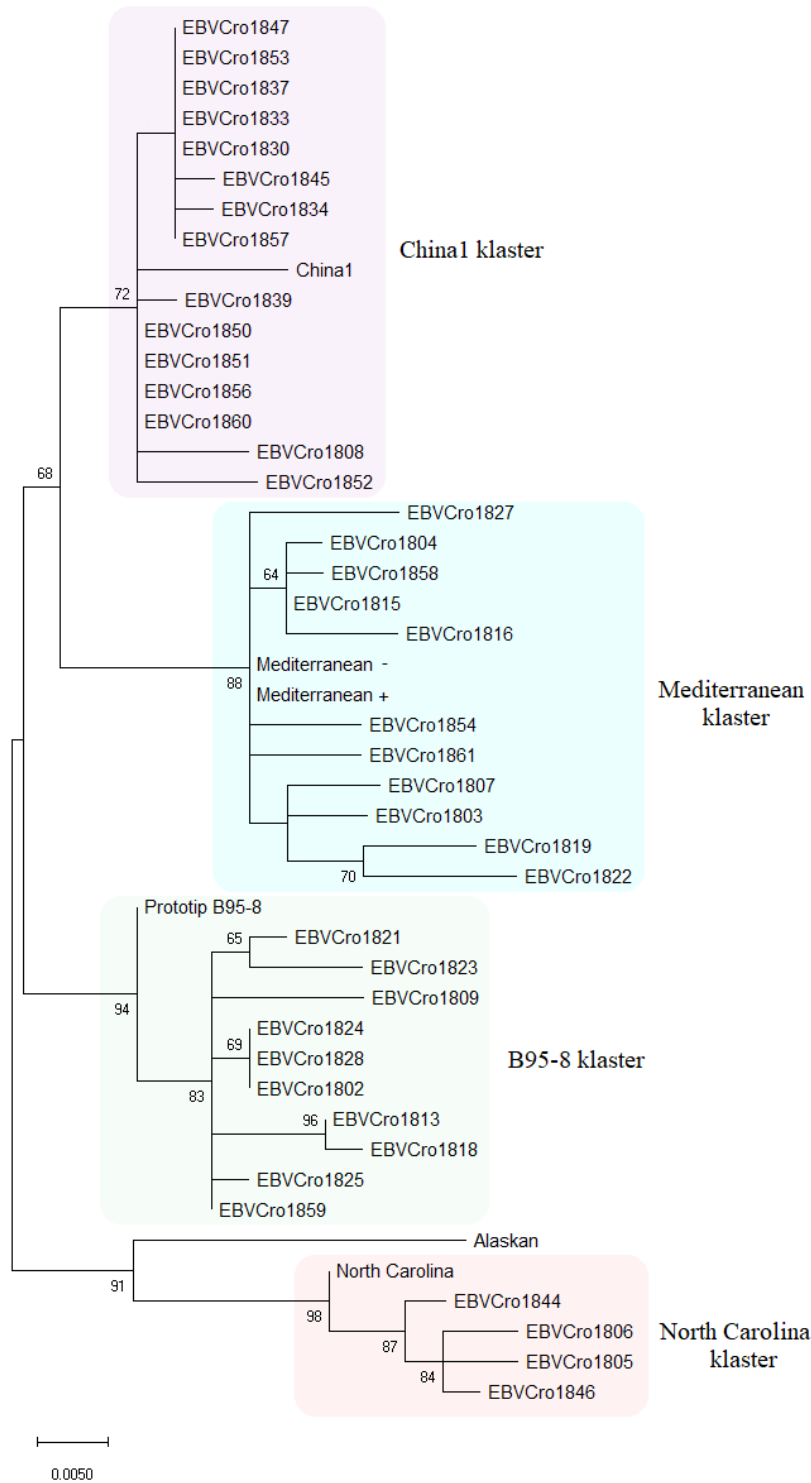 EBVCro1847
EBVCro1853
EBVCro1837
EBVCro1833
EBVCro1830
EBVCro1845
EBVCro1834
EBVCro1857
China1 klaster
China1
72
EBVCro1839
EBVCro1850
EBVCro1851
EBVCro1856
EBVCro1860
EBVCro1808
68
EBVCro1852
EBVCro1827
EBVCro1804
64
EBVCro1858
EBVCro1815
EBVCro1816
Mediterranean -
88
Mediterranean +
Mediterranean
klaster
EBVCro1854
EBVCro1861
EBVCro1807
EBVCro1803
EBVCro1819
70
EBVCro1822
Prototip B95-8
65
EBVCro1821
EBVCro1823
94
EBVCro1809
EBVCro1824
69
EBVCro1828
B95-8 klaster
83
EBVCro1802
96
EBVCro1813
EBVCro1818
EBVCro1825
EBVCro1859
Alaskan
91
North Carolina
98
EBVCro1844
EBVCro1806
North Carolina
klaster
87
EBVCro1805
84
EBVCro1846
0.0050